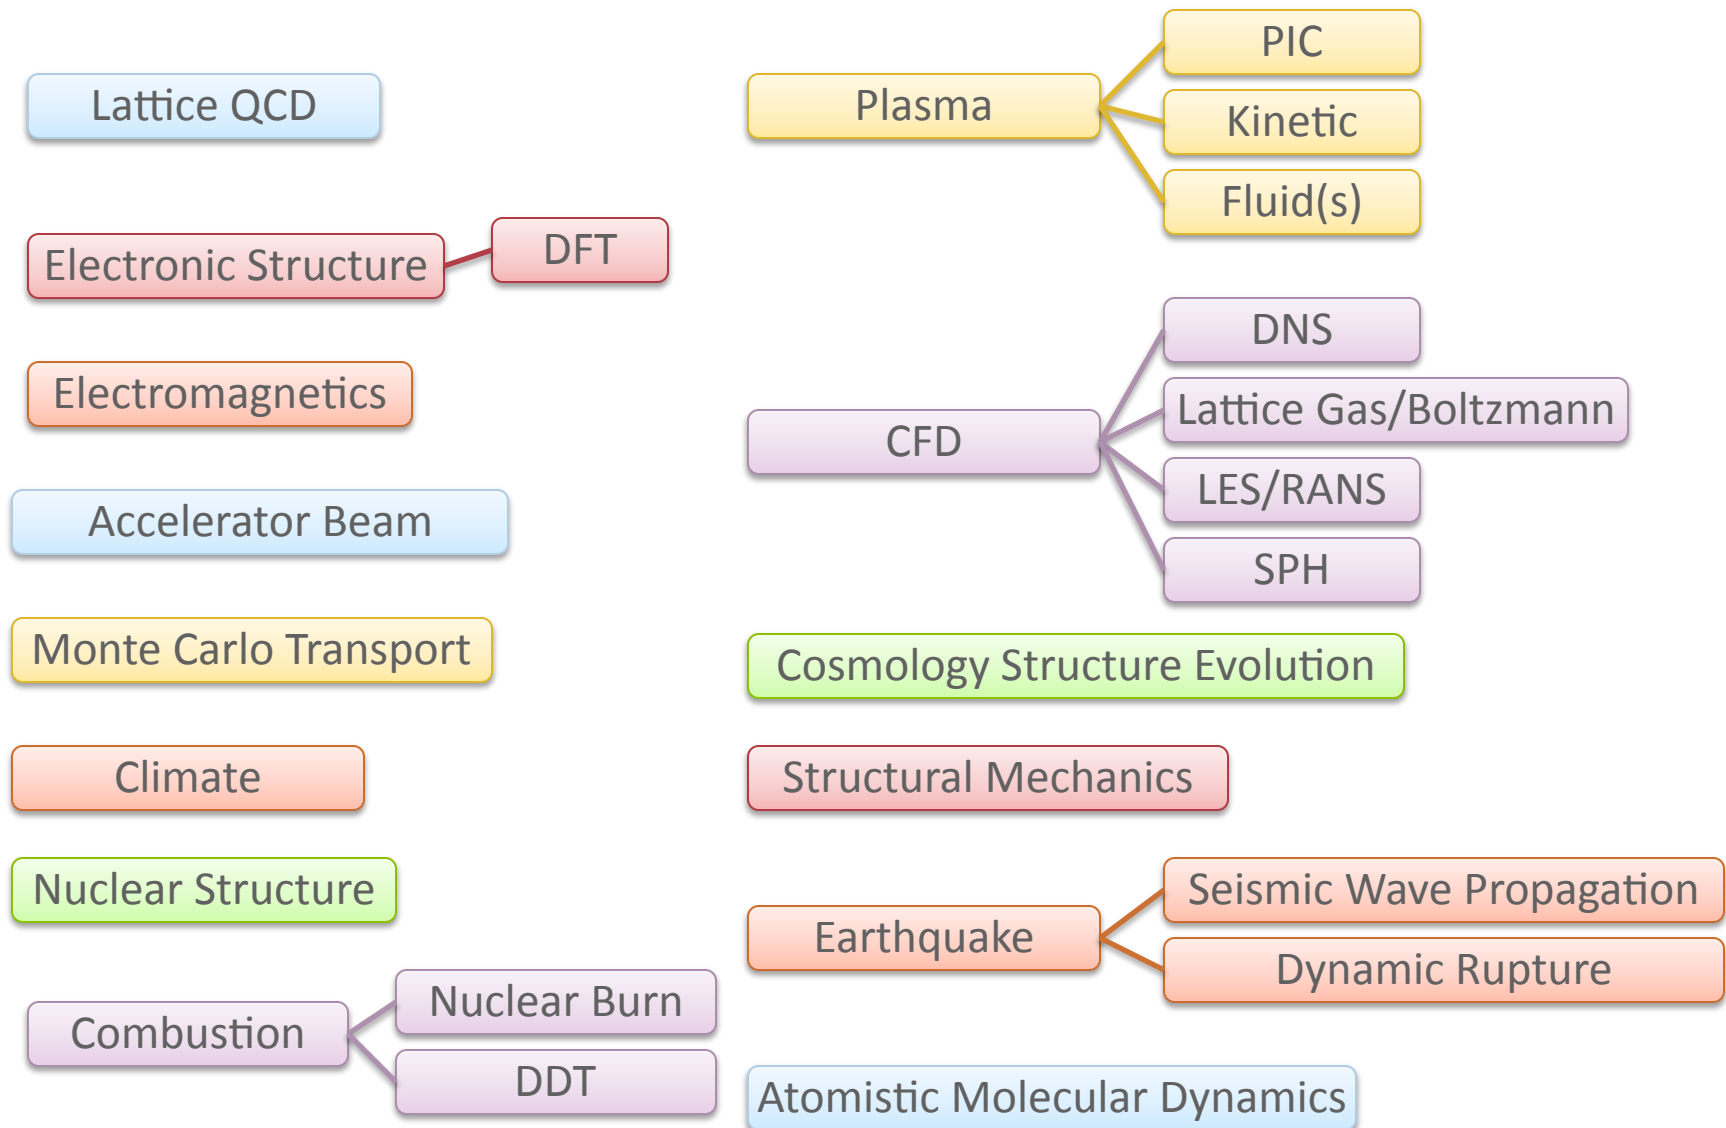 Lattice QCD
Electronic Structure
DFT
Electromagnetics
Accelerator Beam
Monte Carlo Transport
Climate
Nuclear Structure
Combustion
Nuclear Burn
DDT
Plasma
PIC
Kinetic
Fluid(s)
CFD
DNS
Lattice Gas/Boltzmann
LES/RANS
SPH
Cosmology Structure Evolution
Structural Mechanics
Earthquake
Seismic Wave Propagation
Dynamic Rupture
Atomistic Molecular Dynamics